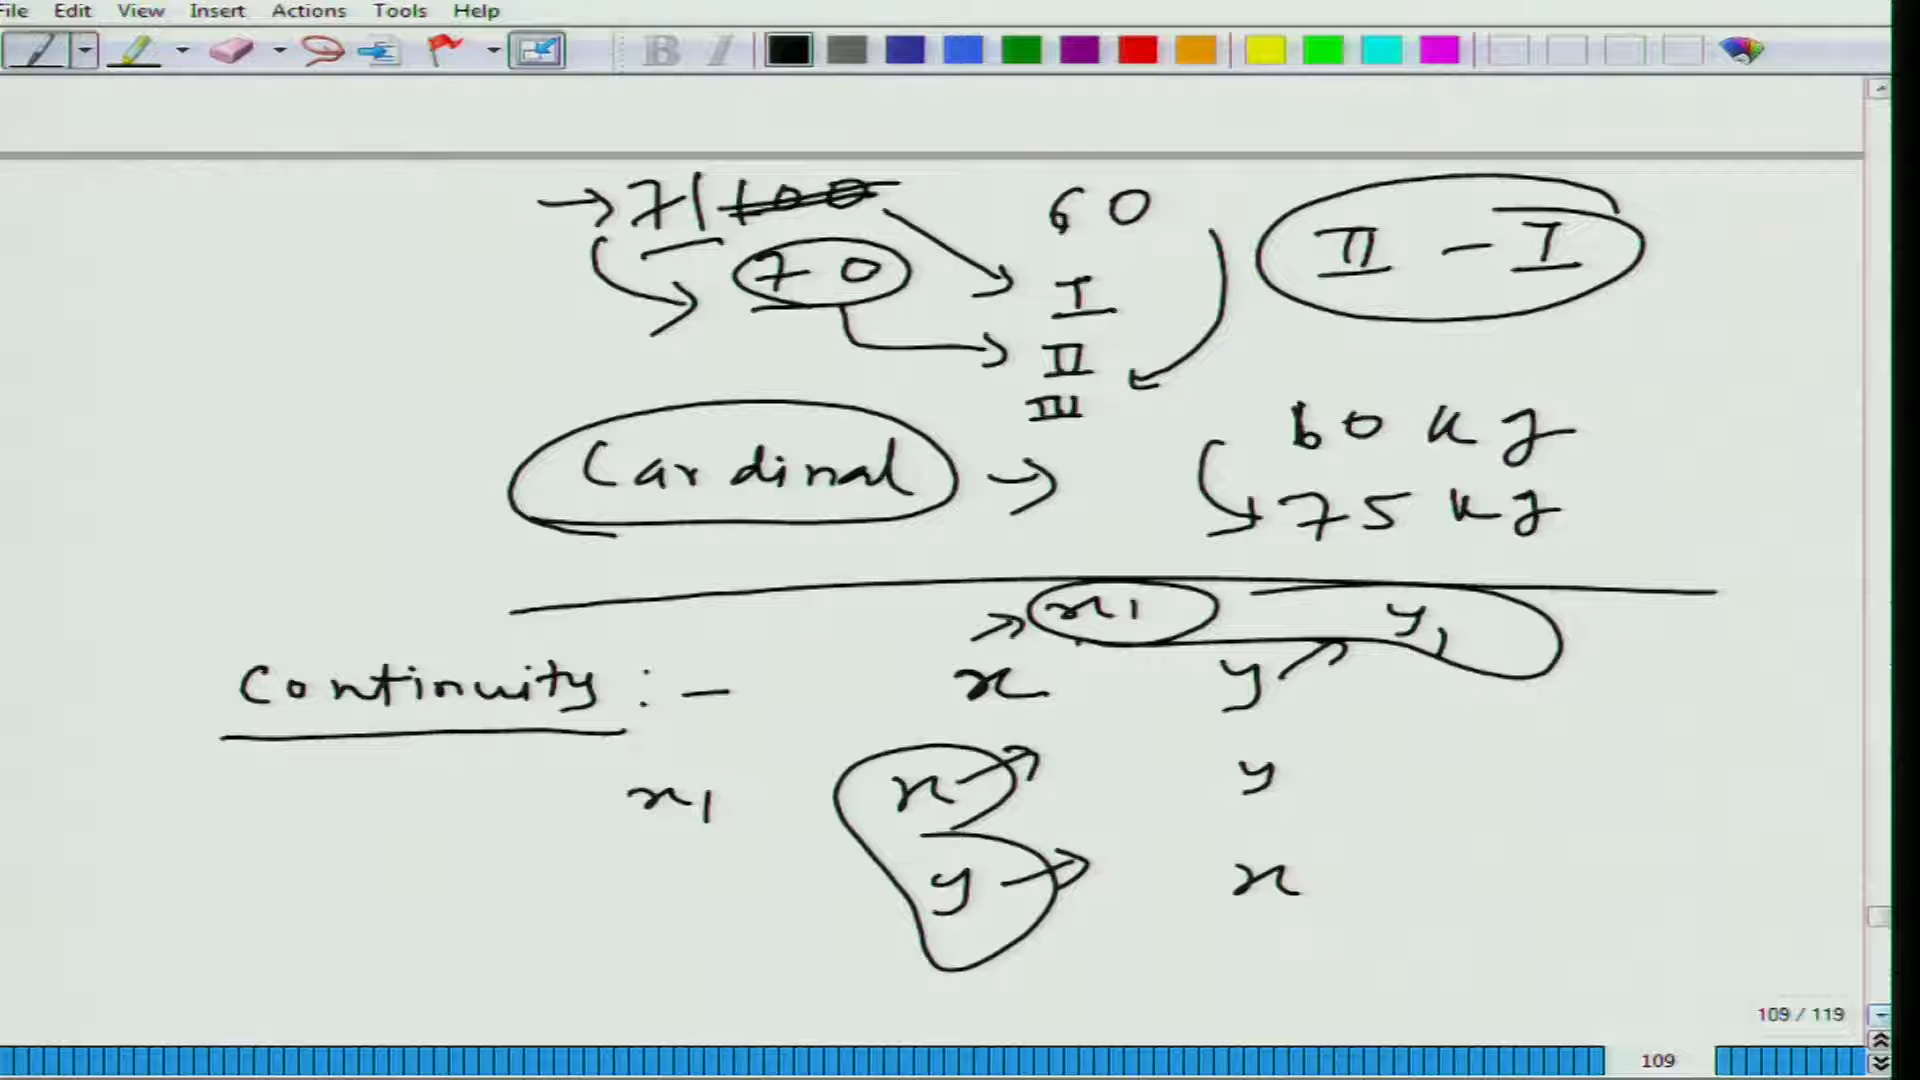 File Edit View Insert Actions Tools Help
B I
→ 71 100 60 II - I
70 I
II
III
Cardinal → 60 kg
75 kg
x1 y1
Continuity :- x y
x1 x → y
y → x
109 / 119
109